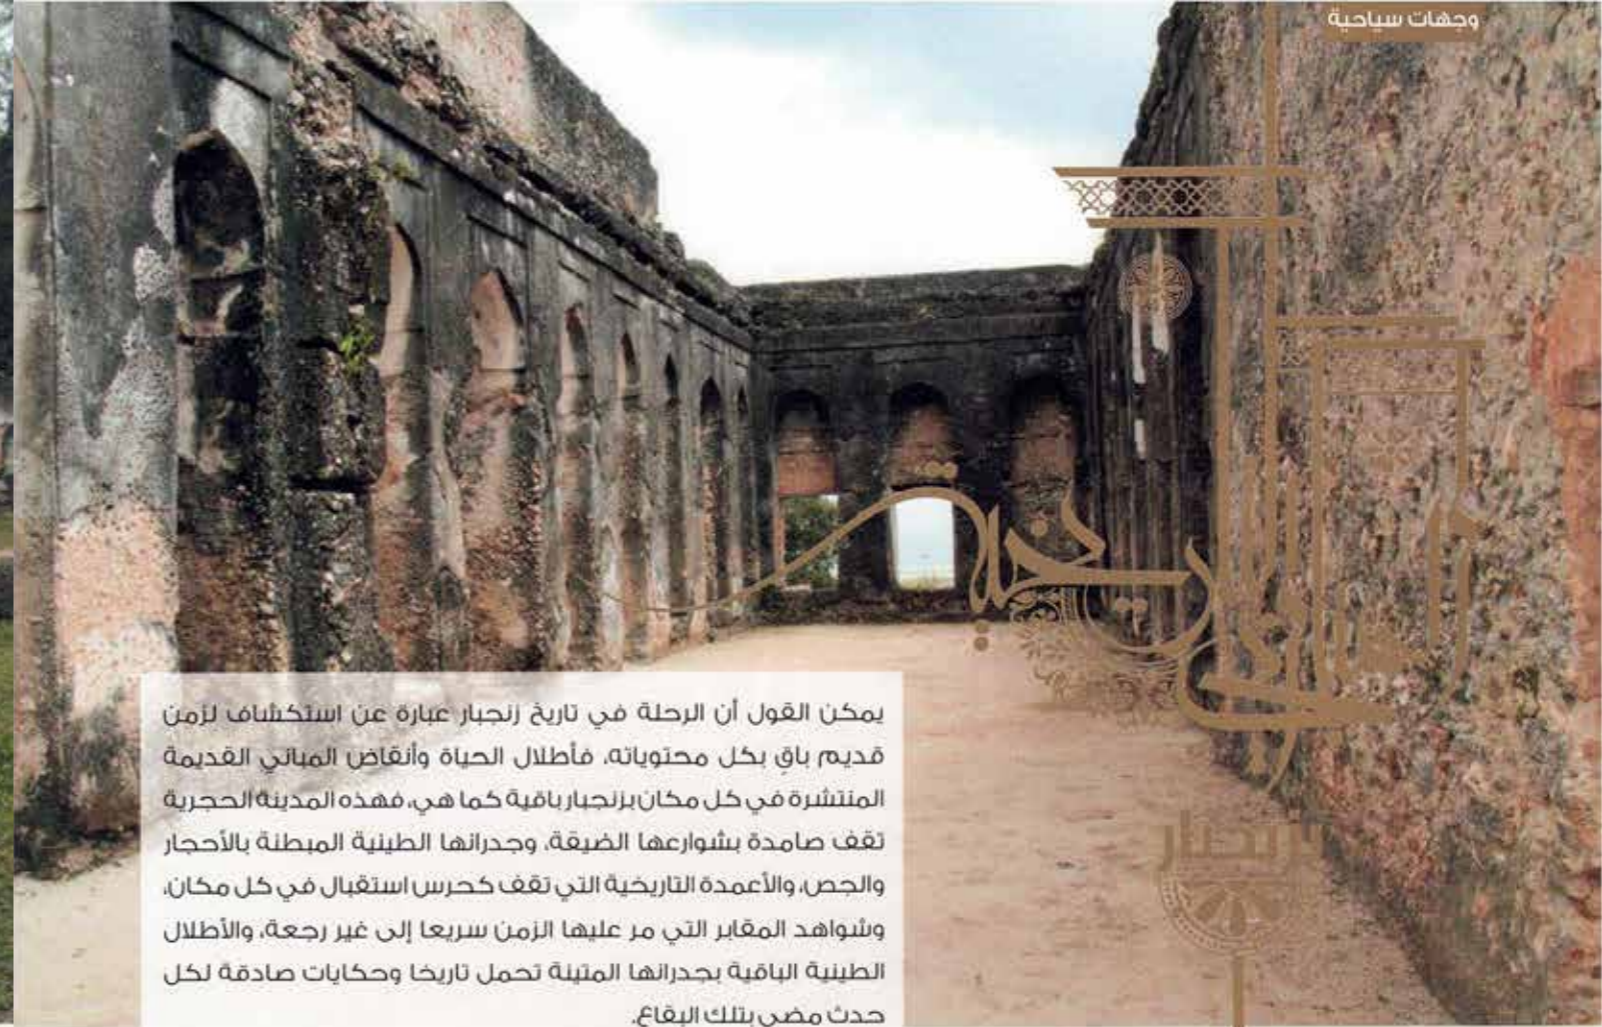 وجهات سياحية
المباني التاريخية
بزنجبار
يمكن القول أن الرحلة في تاريخ زنجبار عبارة عن استكشاف لزمن
قديم باقٍ بكل محتوياته، فأطلال الحياة وأنقاض المباني القديمة
المنتشرة في كل مكان بزنجبار باقية كما هي، فهذه المدينة الحجرية
تقف صامدة بشوارعها الضيقة، وجدرانها الطينية المبطنة بالأحجار
والجص، والأعمدة التاريخية التي تقف كحرس استقبال في كل مكان،
وشواهد المقابر التي مر عليها الزمن سريعا إلى غير رجعة، والأطلال
الطينية الباقية بجدرانها المتينة تحمل تاريخا وحكايات صادقة لكل
حدث مضى بتلك البقاع.